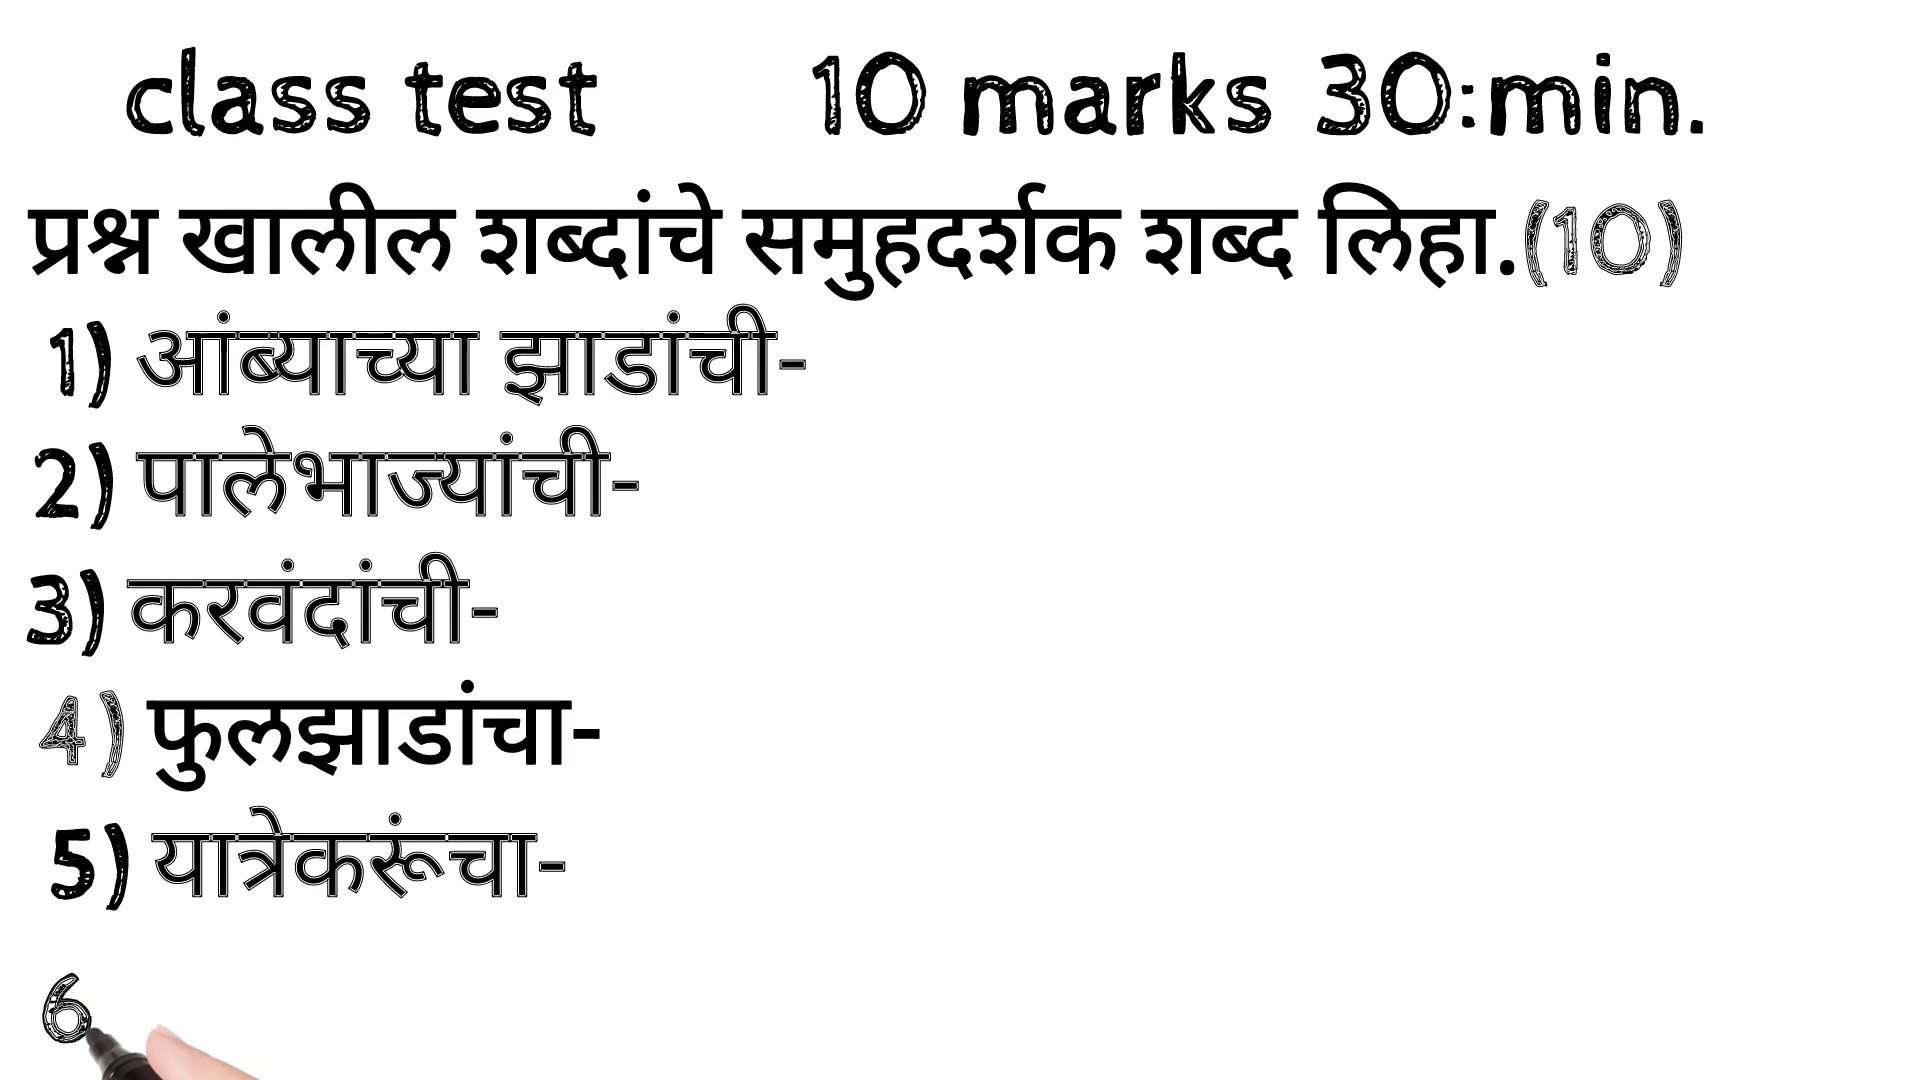 class test 10 marks 30:min.
प्रश्न खालील शब्दांचे समुहदर्शक शब्द लिहा.(10)
1) आंब्याच्या झाडांची-
2) पालेभाज्यांची-
3) करवंदांची-
4) फुलझाडांचा-
5) यात्रेकरूंचा-
6